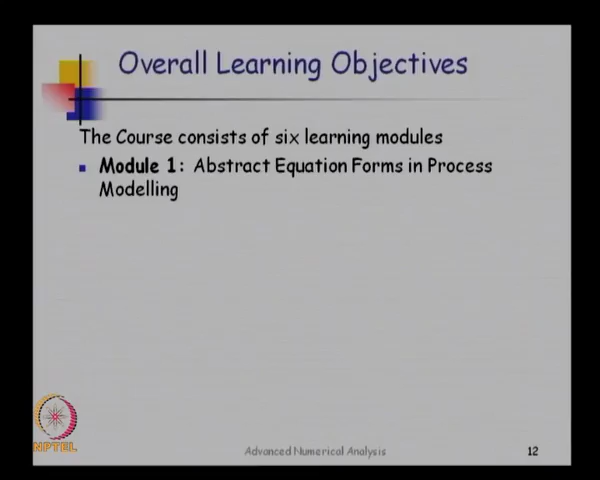 Overall Learning Objectives
The Course consists of six learning modules
Module 1: Abstract Equation Forms in Process
Modelling
NPTEL
Advanced Numerical Analysis
12